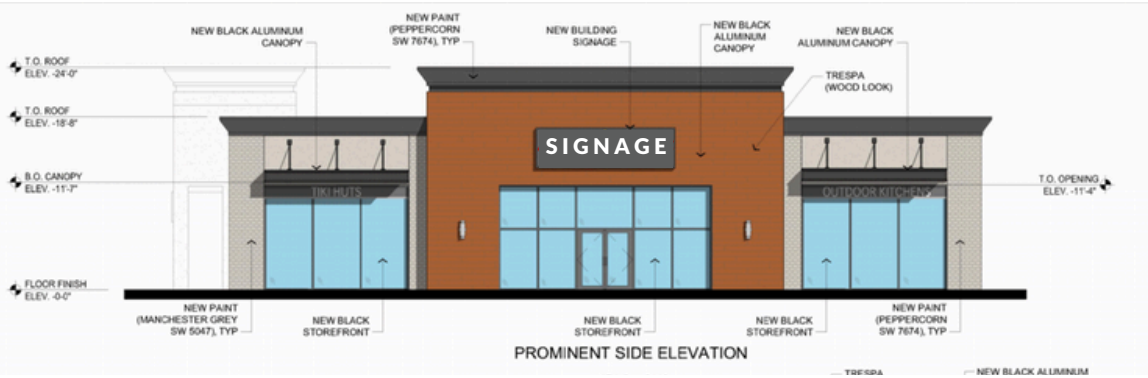 NEW BLACK ALUMINUM
CANOPY
NEW PAINT
(PEPPERCORN
SW 7674), TYP
NEW BUILDING
SIGNAGE
NEW BLACK
ALUMINUM
CANOPY
NEW BLACK
ALUMINUM CANOPY
T.O. ROOF
ELEV. -24'-0"
TRESPA
(WOOD LOOK)
T.O. ROOF
ELEV. -18'-8"
SIGNAGE
B.O. CANOPY
ELEV. -11'-7"
TIKI HUTS
OUTDOOR KITCHENS
T.O. OPENING
ELEV. -11'-4"
FLOOR FINISH
ELEV. -0-0"
NEW PAINT
(MANCHESTER GREY
SW 5047), TYP
NEW BLACK
STOREFRONT
NEW BLACK
STOREFRONT
NEW BLACK
STOREFRONT
NEW PAINT
(PEPPERCORN
SW 7674), TYP
PROMINENT SIDE ELEVATION
TRESPA
NEW BLACK ALUMINUM